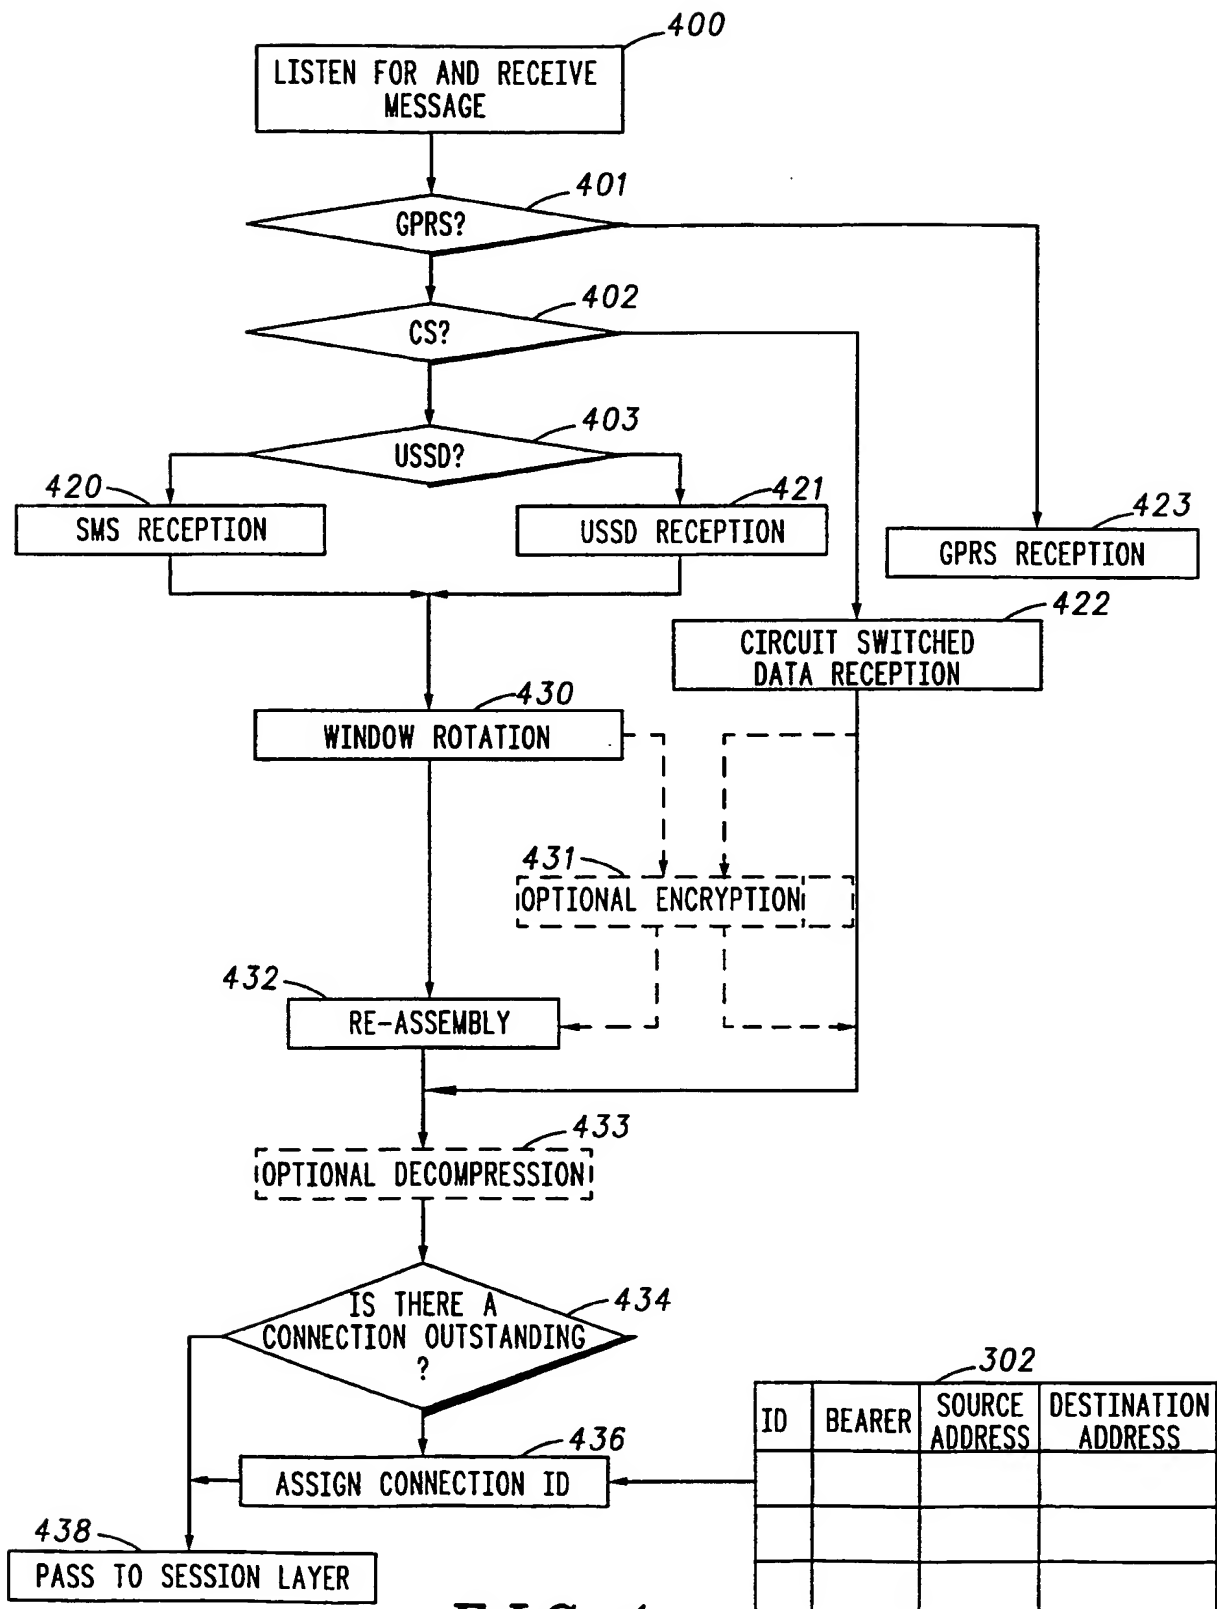 400
LISTEN FOR AND RECEIVE
MESSAGE
401
GPRS?
402
CS?
403
USSD?
420
SMS RECEPTION
421
USSD RECEPTION
423
GPRS RECEPTION
422
CIRCUIT SWITCHED
DATA RECEPTION
430
WINDOW ROTATION
431
OPTIONAL ENCRYPTION
432
RE-ASSEMBLY
433
OPTIONAL DECOMPRESSION
434
IS THERE A
CONNECTION OUTSTANDING
?
302
ID BEARER SOURCE ADDRESS DESTINATION ADDRESS
436
ASSIGN CONNECTION ID
438
PASS TO SESSION LAYER